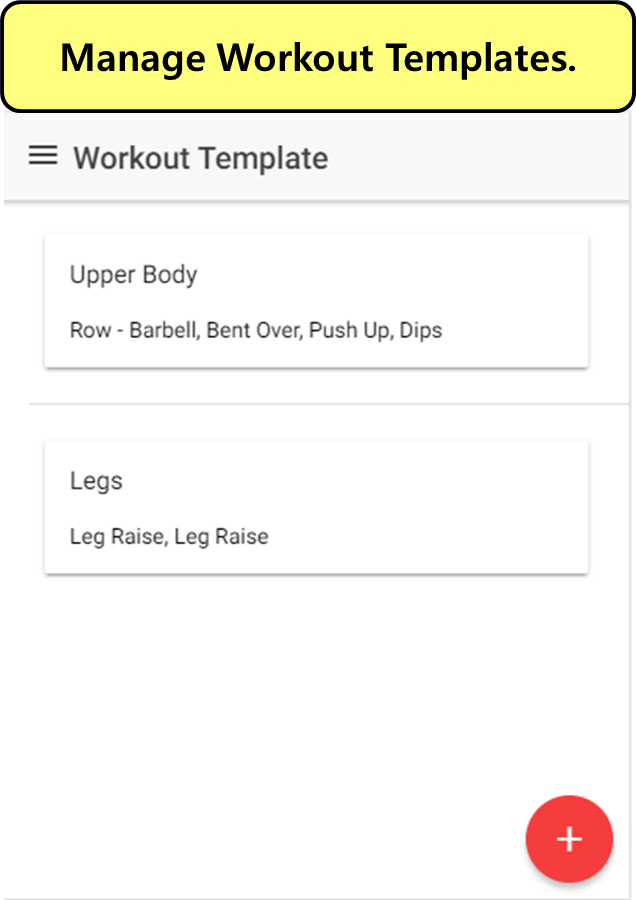 Manage Workout Templates.
Workout Template
Upper Body
Row - Barbell, Bent Over, Push Up, Dips
Legs
Leg Raise, Leg Raise
+